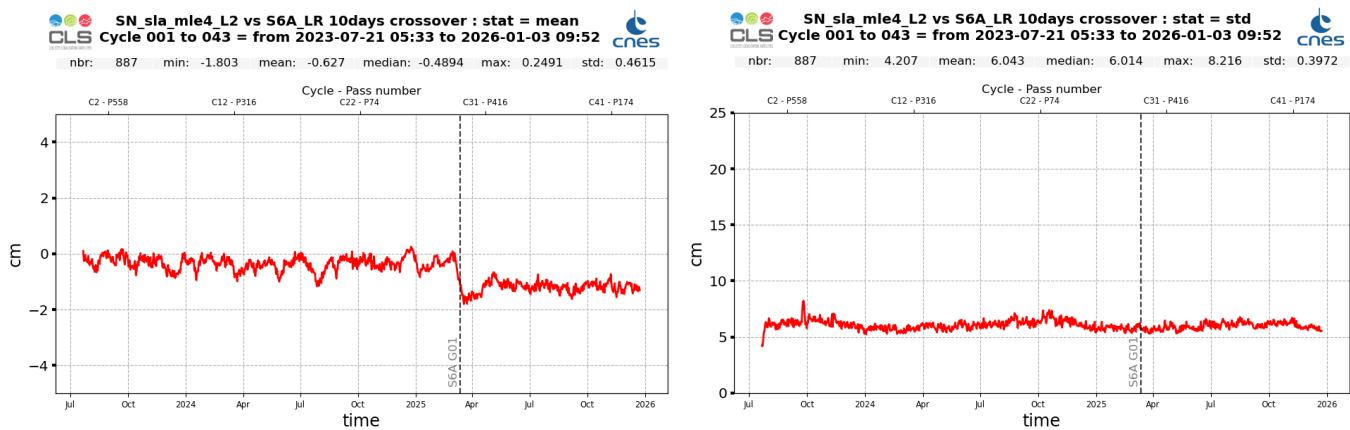 SN_sla_mle4_L2 vs S6A_LR 10days crossover : stat = mean
Cycle 001 to 043 = from 2023-07-21 05:33 to 2026-01-03 09:52
CLS
cnes
nbr: 887 min: -1.803 mean: -0.627 median: -0.4894 max: 0.2491 std: 0.4615
Cycle - Pass number
C2 - P558 C12 - P316 C22 - P74 C31 - P416 C41 - P174
4
2
0
−2
−4
cm
S6A G01
Jul Oct 2024 Apr Jul Oct 2025 Apr Jul Oct 2026
time
SN_sla_mle4_L2 vs S6A_LR 10days crossover : stat = std
Cycle 001 to 043 = from 2023-07-21 05:33 to 2026-01-03 09:52
CLS
cnes
nbr: 887 min: 4.207 mean: 6.043 median: 6.014 max: 8.216 std: 0.3972
Cycle - Pass number
C2 - P558 C12 - P316 C22 - P74 C31 - P416 C41 - P174
25
20
15
10
5
0
cm
S6A G01
Jul Oct 2024 Apr Jul Oct 2025 Apr Jul Oct 2026
time